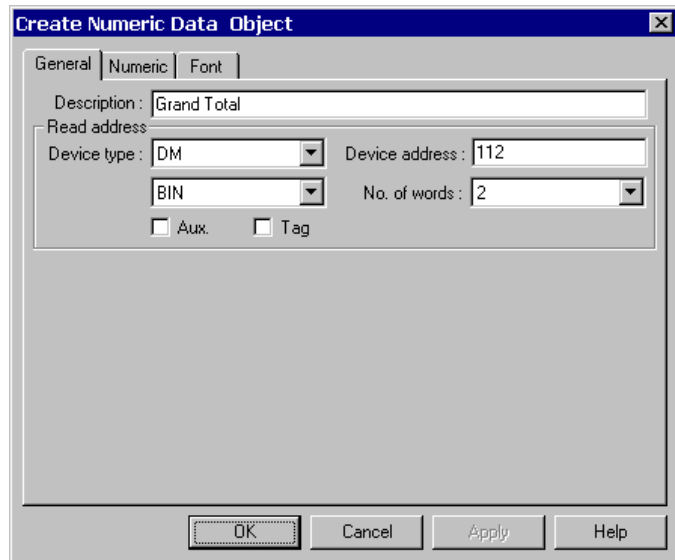 Create Numeric Data Object
General Numeric Font
Description : Grand Total
Read address
Device type : DM Device address : 112
BIN No. of words : 2
Aux. Tag
OK Cancel Apply Help